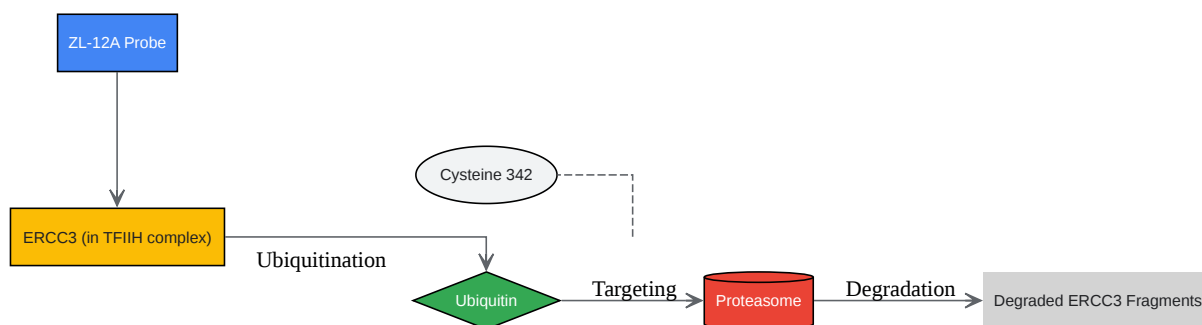 ZL-12A Probe
Cysteine 342
ERCC3 (in TFIIH complex)
Ubiquitination
Ubiquitin
Targeting
Proteasome
Degradation
Degraded ERCC3 Fragments